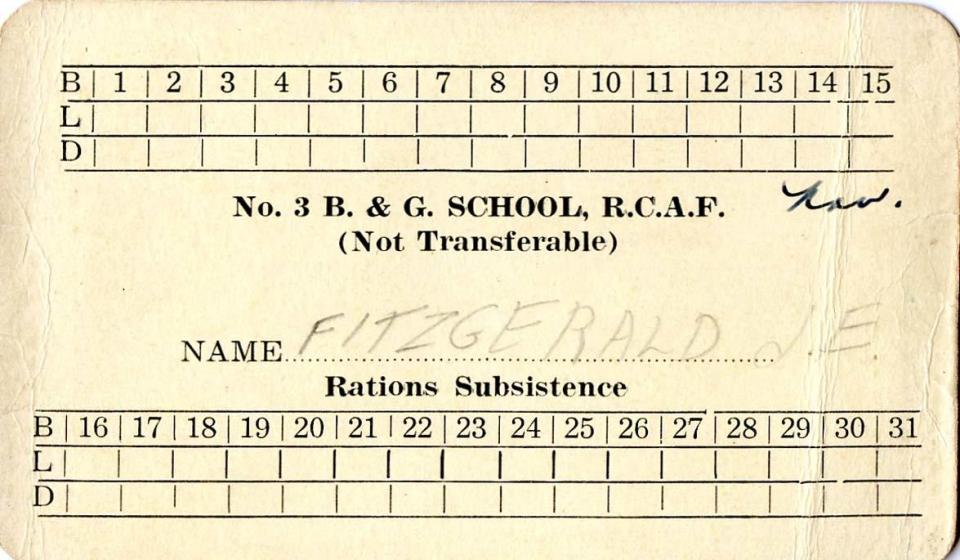 B | 1 | 2 | 3 | 4 | 5 | 6 | 7 | 8 | 9 | 10 | 11 | 12 | 13 | 14 | 15
L
D
No. 3 B. & G. SCHOOL, R.C.A.F. Nov.
(Not Transferable)
NAME FITZGERALD J E
Rations Subsistence
B | 16 | 17 | 18 | 19 | 20 | 21 | 22 | 23 | 24 | 25 | 26 | 27 | 28 | 29 | 30 | 31
L
D